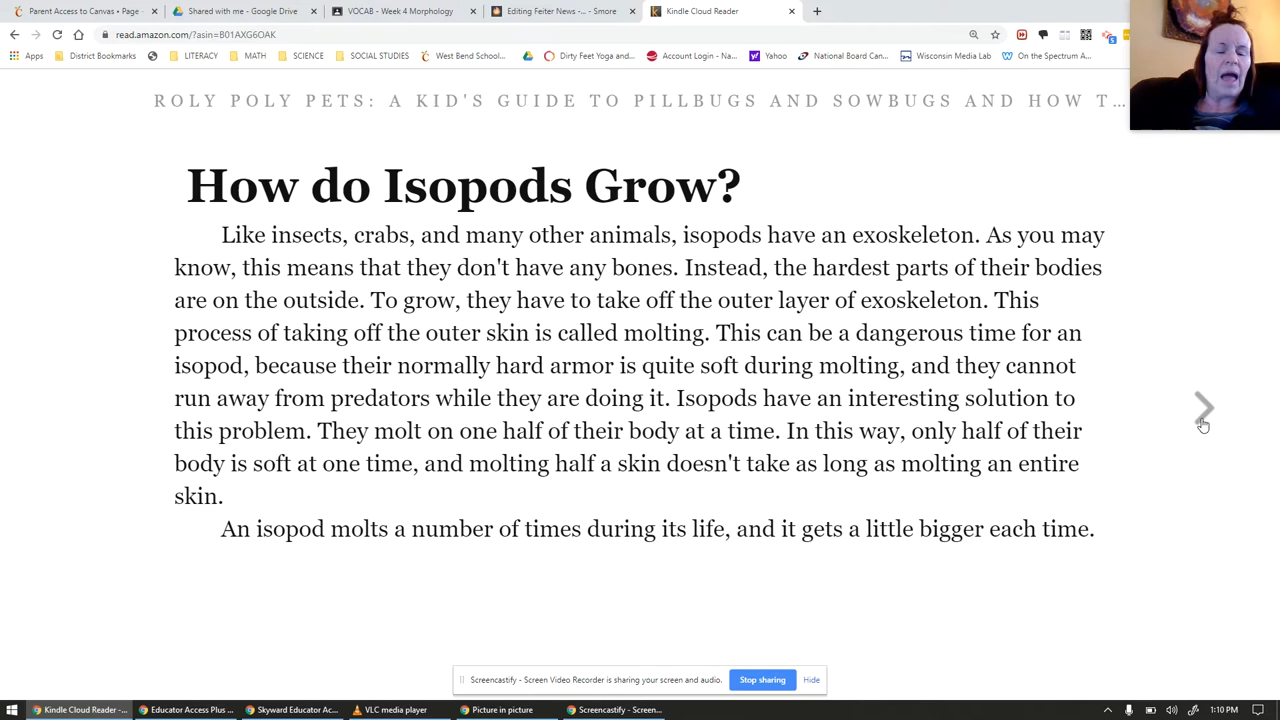 Parent Access to Canvas • Page
Shared with me - Google Drive
VOCAB - Week 4 Morphology
Editing Feiter News -... - Smore
Kindle Cloud Reader
read.amazon.com/?asin=B01AXG6OAK
Apps
District Bookmarks
LITERACY
MATH
SCIENCE
SOCIAL STUDIES
West Bend School...
Dirty Feet Yoga and...
Account Login - Na...
Yahoo
National Board Can...
Wisconsin Media Lab
On the Spectrum A...
ROLY POLY PETS: A KID'S GUIDE TO PILLBUGS AND SOWBUGS AND HOW T...
How do Isopods Grow?
Like insects, crabs, and many other animals, isopods have an exoskeleton. As you may
know, this means that they don't have any bones. Instead, the hardest parts of their bodies
are on the outside. To grow, they have to take off the outer layer of exoskeleton. This
process of taking off the outer skin is called molting. This can be a dangerous time for an
isopod, because their normally hard armor is quite soft during molting, and they cannot
run away from predators while they are doing it. Isopods have an interesting solution to
this problem. They molt on one half of their body at a time. In this way, only half of their
body is soft at one time, and molting half a skin doesn't take as long as molting an entire
skin.
An isopod molts a number of times during its life, and it gets a little bigger each time.
Screencastify - Screen Video Recorder is sharing your screen and audio.
Stop sharing
Hide
Kindle Cloud Reader -...
Educator Access Plus ...
Skyward Educator Ac...
VLC media player
Picture in picture
Screencastify - Screen...
1:10 PM